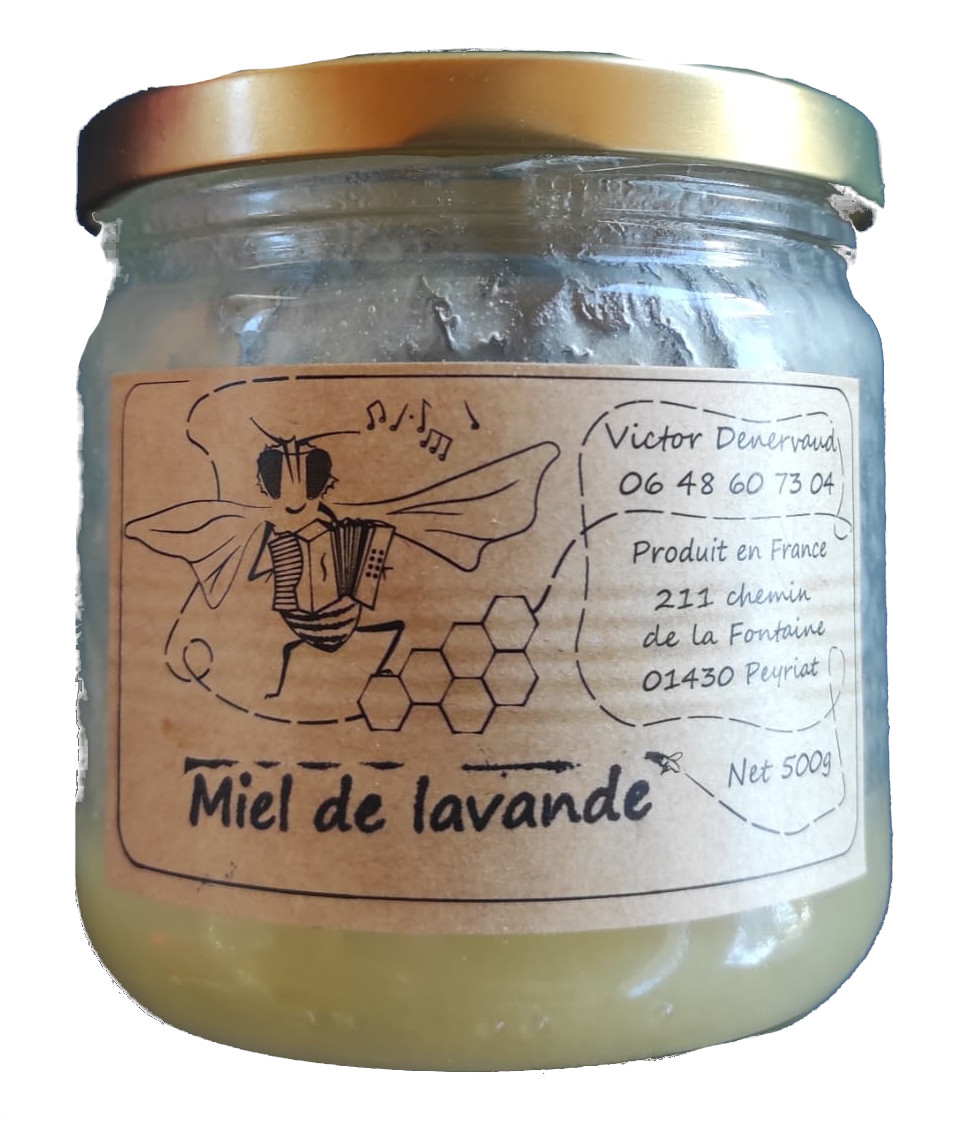 Victor Denervaud
06 48 60 73 04
Produit en France
211 chemin
de la Fontaine
01430 Peyriat
Net 500g
Miel de lavande